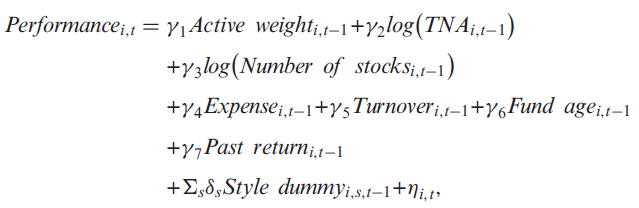 Performance_{i,t} = γ_1 Active weight_{i,t−1}+γ_2 log(TNA_{i,t−1})
+γ_3 log(Number of stocks_{i,t−1})
+γ_4 Expense_{i,t−1}+γ_5 Turnover_{i,t−1}+γ_6 Fund age_{i,t−1}
+γ_7 Past return_{i,t−1}
+Σ_s δ_s Style dummy_{i,s,t−1}+η_{i,t},